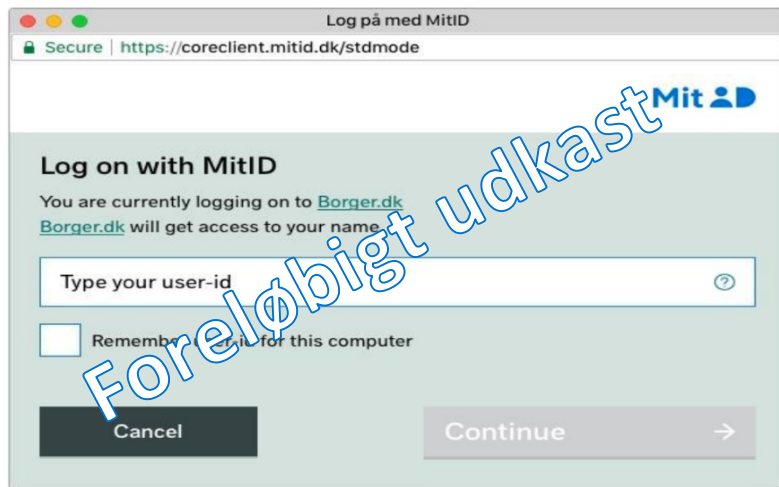 Log på med MitID
Secure | https://coreclient.mitid.dk/stdmode
Mit
Log on with MitID
You are currently logging on to Borger.dk
Borger.dk will get access to your name
Type your user-id
Remember user-id for this computer
Foreløbigt udkast
Cancel
Continue